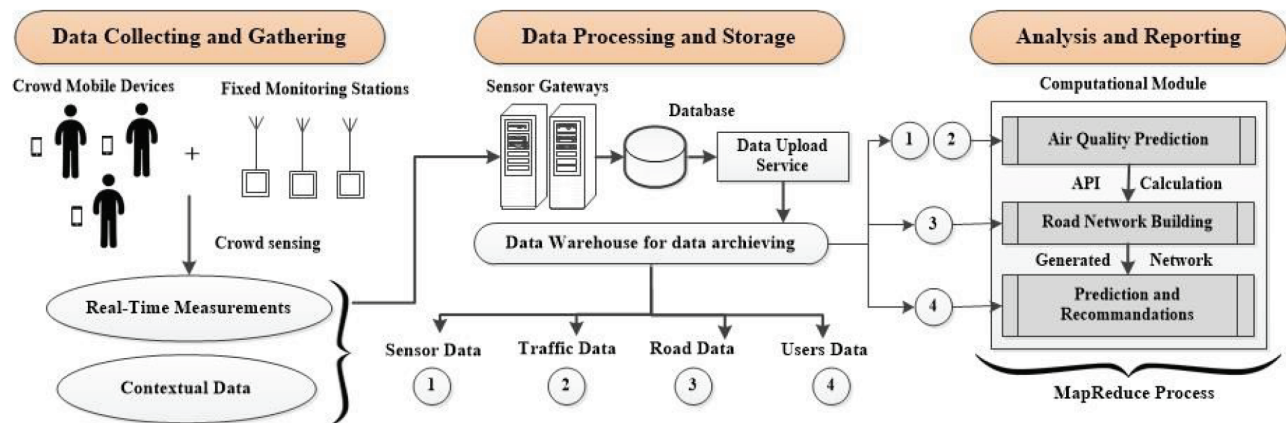 Data Collecting and Gathering
Crowd Mobile Devices
Fixed Monitoring Stations
+
Crowd sensing
Real-Time Measurements
Contextual Data
Data Processing and Storage
Sensor Gateways
Database
Data Upload
Service
Data Warehouse for data archieving
Sensor Data
Traffic Data
Road Data
Users Data
1
2
3
4
Analysis and Reporting
Computational Module
1
2
Air Quality Prediction
API Calculation
3
Road Network Building
Generated Network
4
Prediction and
Recommandations
MapReduce Process